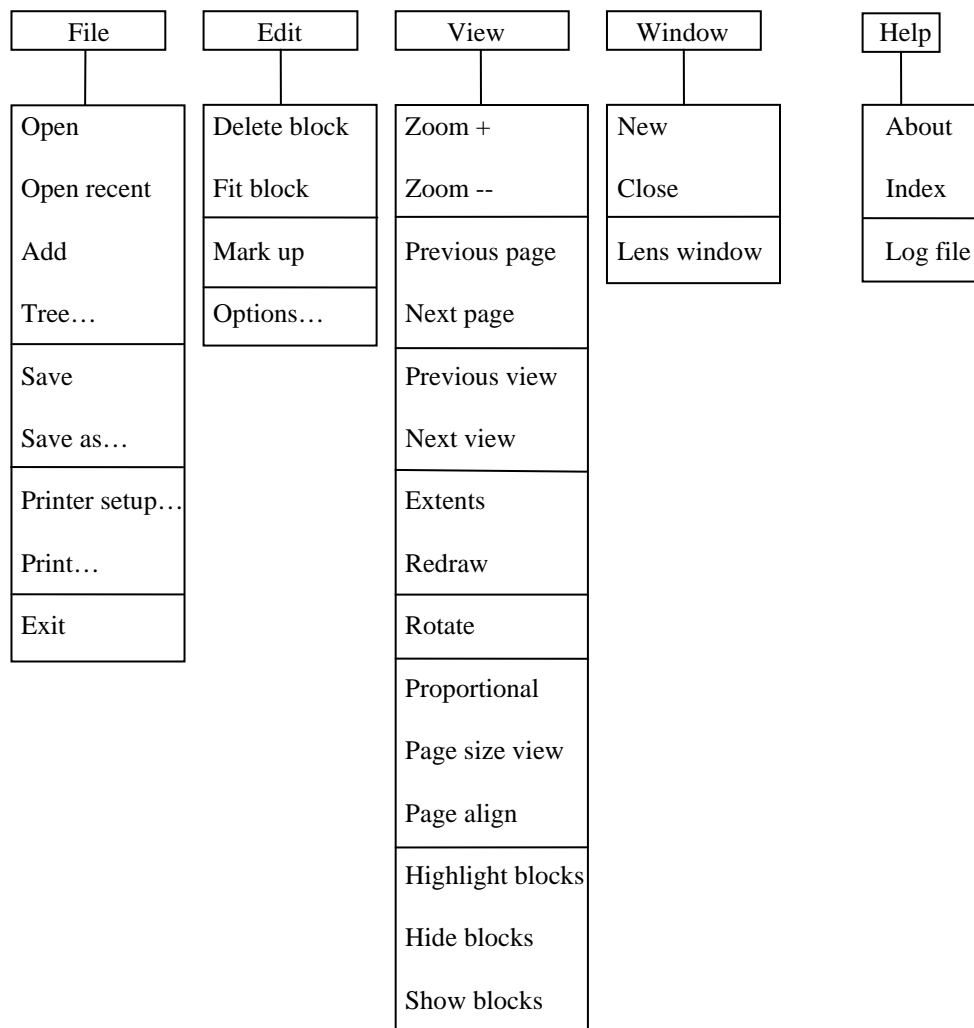 File
Edit
View
Window
Help
Open
Open recent
Add
Tree…
Save
Save as…
Printer setup…
Print…
Exit
Delete block
Fit block
Mark up
Options…
Zoom +
Zoom --
Previous page
Next page
Previous view
Next view
Extents
Redraw
Rotate
Proportional
Page size view
Page align
Highlight blocks
Hide blocks
Show blocks
New
Close
Lens window
About
Index
Log file